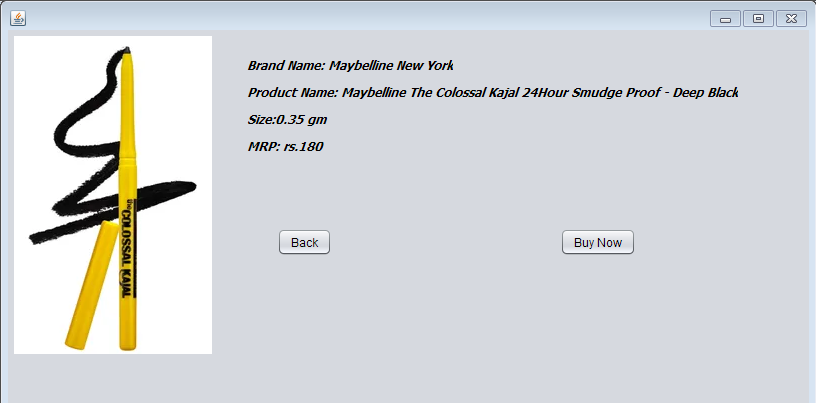 Brand Name: Maybelline New York
Product Name: Maybelline The Colossal Kajal 24Hour Smudge Proof - Deep Black
Size:0.35 gm
MRP: rs.180
Back
Buy Now
the COLOSSAL KAJAL